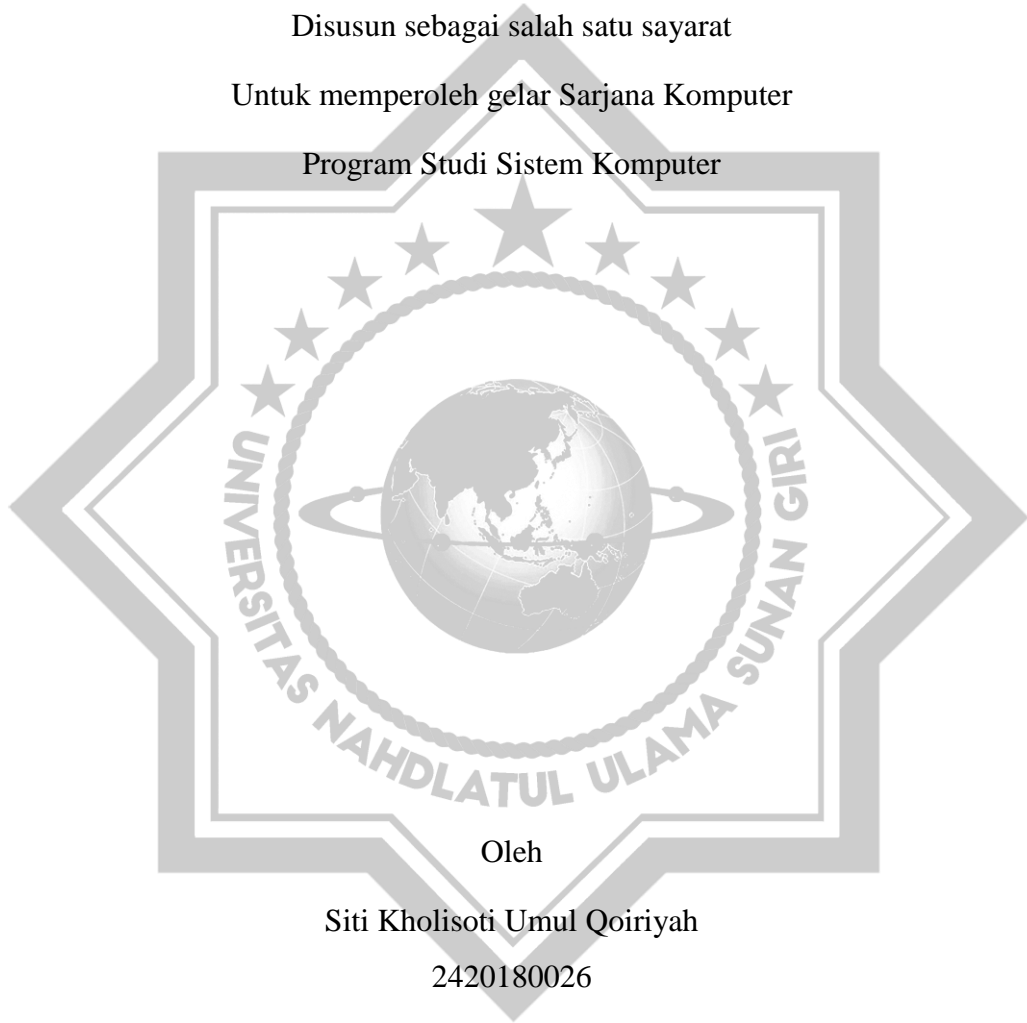 Disusun sebagai salah satu sayarat
Untuk memperoleh gelar Sarjana Komputer
Program Studi Sistem Komputer
UNIVERSITAS NAHDLATUL ULAMA SUNAN GIRI
Oleh
Siti Kholisoti Umul Qoiriyah
2420180026